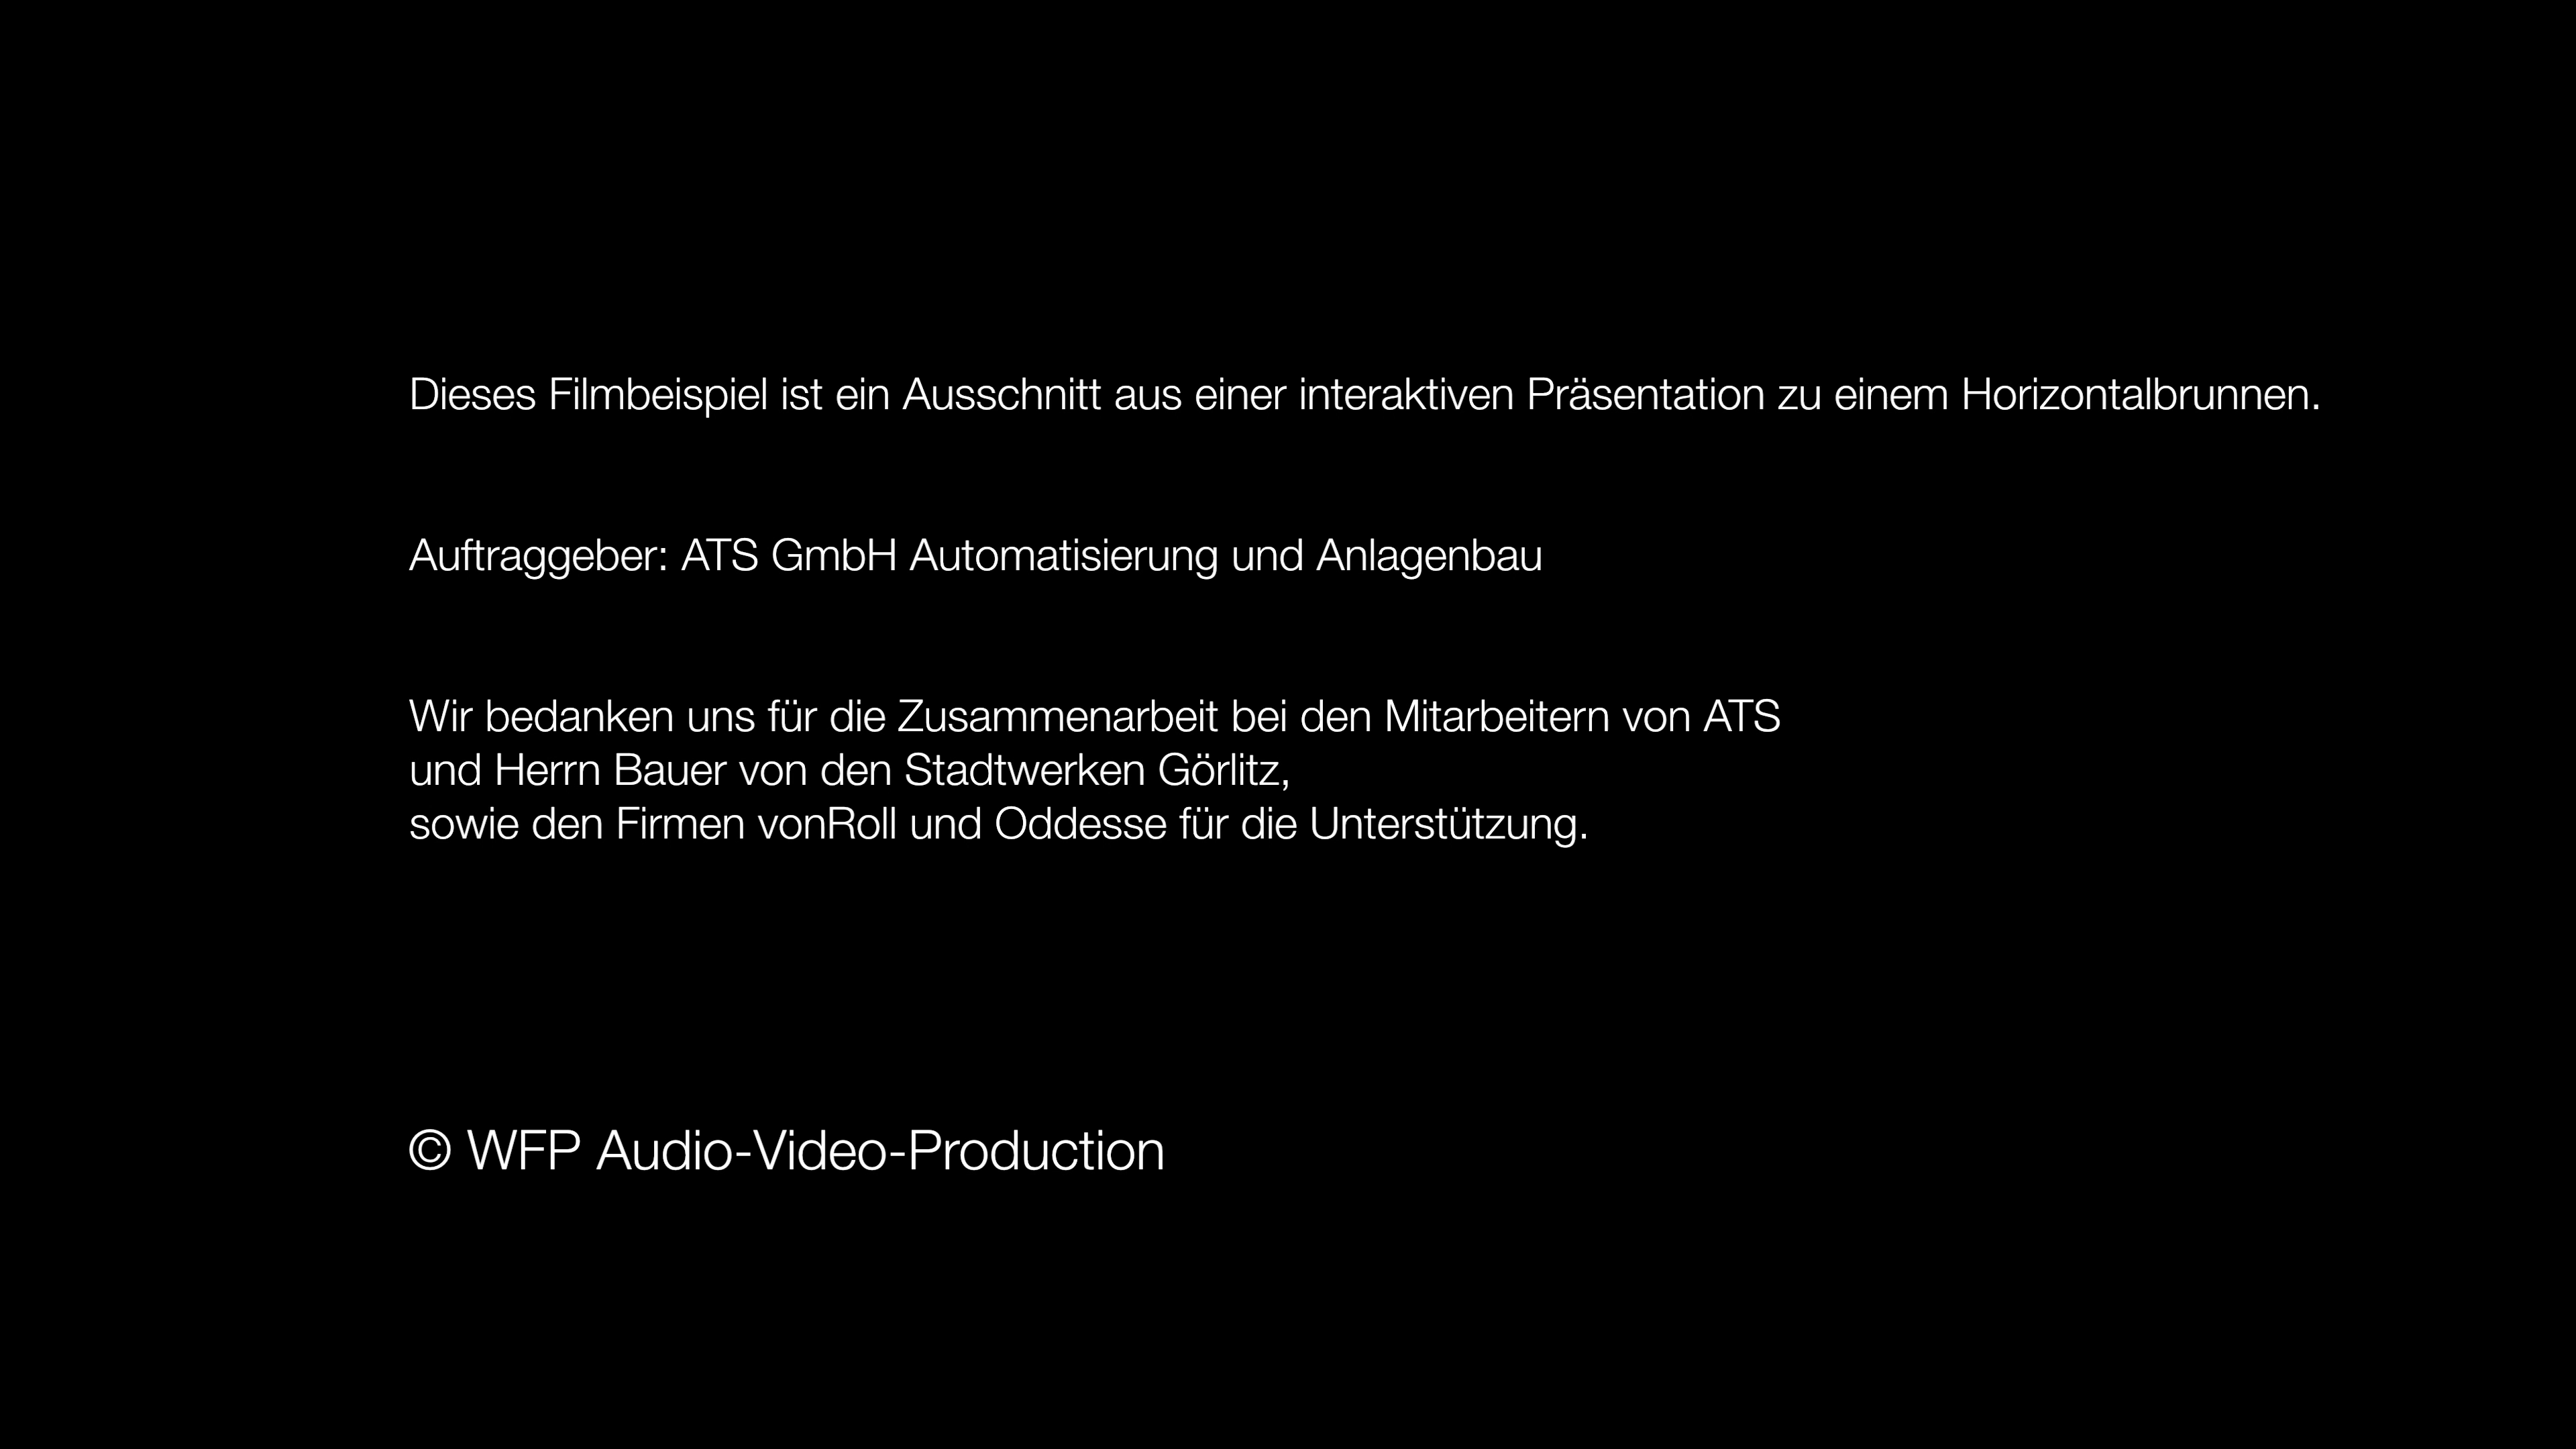 Dieses Filmbeispiel ist ein Ausschnitt aus einer interaktiven Präsentation zu einem Horizontalbrunnen.
Auftraggeber: ATS GmbH Automatisierung und Anlagenbau
Wir bedanken uns für die Zusammenarbeit bei den Mitarbeitern von ATS
und Herrn Bauer von den Stadtwerken Görlitz,
sowie den Firmen vonRoll und Oddesse für die Unterstützung.
© WFP Audio-Video-Production